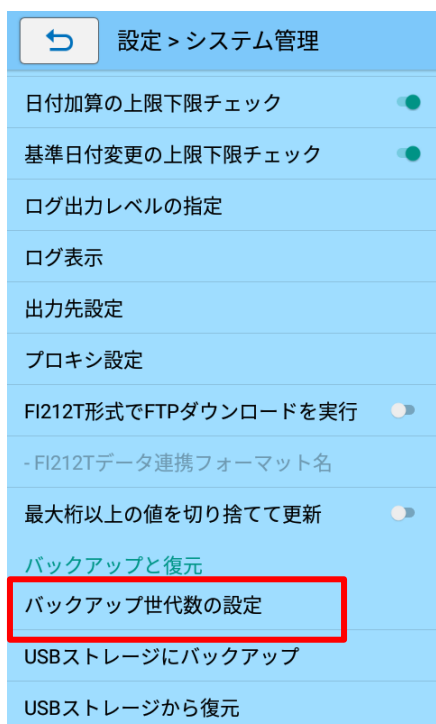 設定 > システム管理
日付加算の上限下限チェック
基準日付変更の上限下限チェック
ログ出力レベルの指定
ログ表示
出力先設定
プロキシ設定
FI212T形式でFTPダウンロードを実行
- FI212Tデータ連携フォーマット名
最大桁以上の値を切り捨てて更新
バックアップと復元
バックアップ世代数の設定
USBストレージにバックアップ
USBストレージから復元